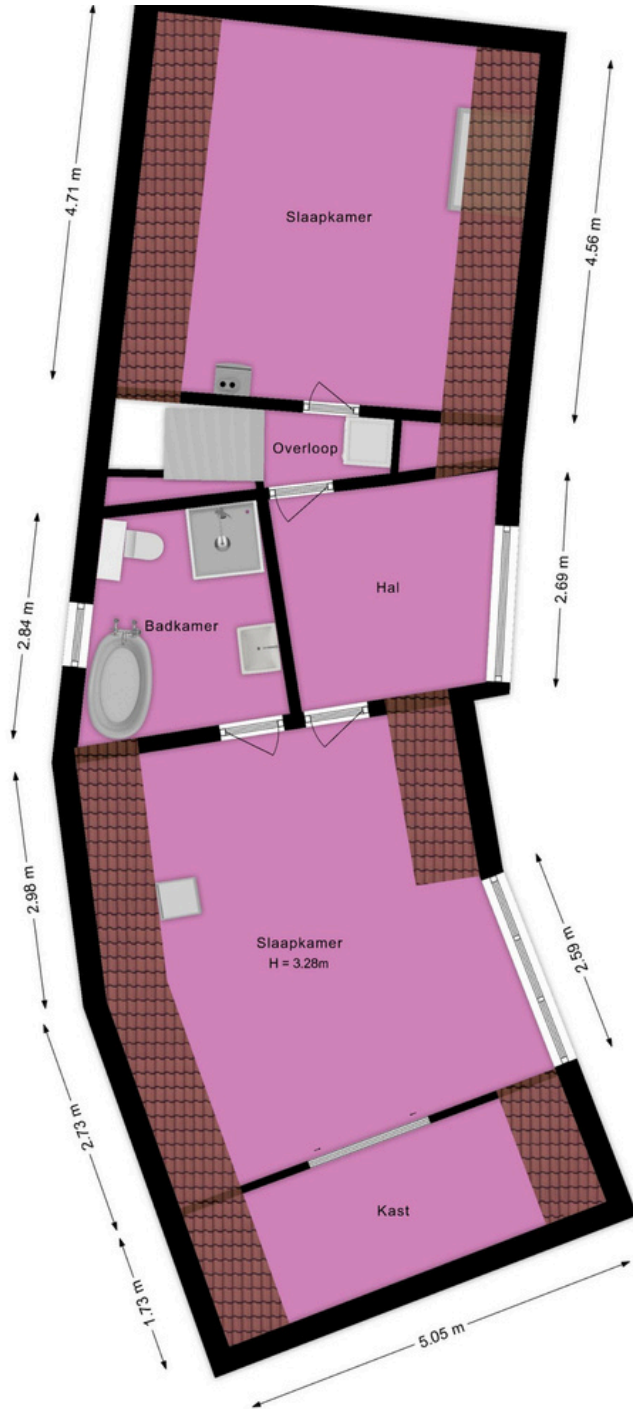 4.71 m
Slaapkamer
4.56 m
Overloop
2.84 m
Hal
2.69 m
Badkamer
2.98 m
Slaapkamer
H = 3.28m
2.59 m
2.73 m
Kast
1.73 m
5.05 m